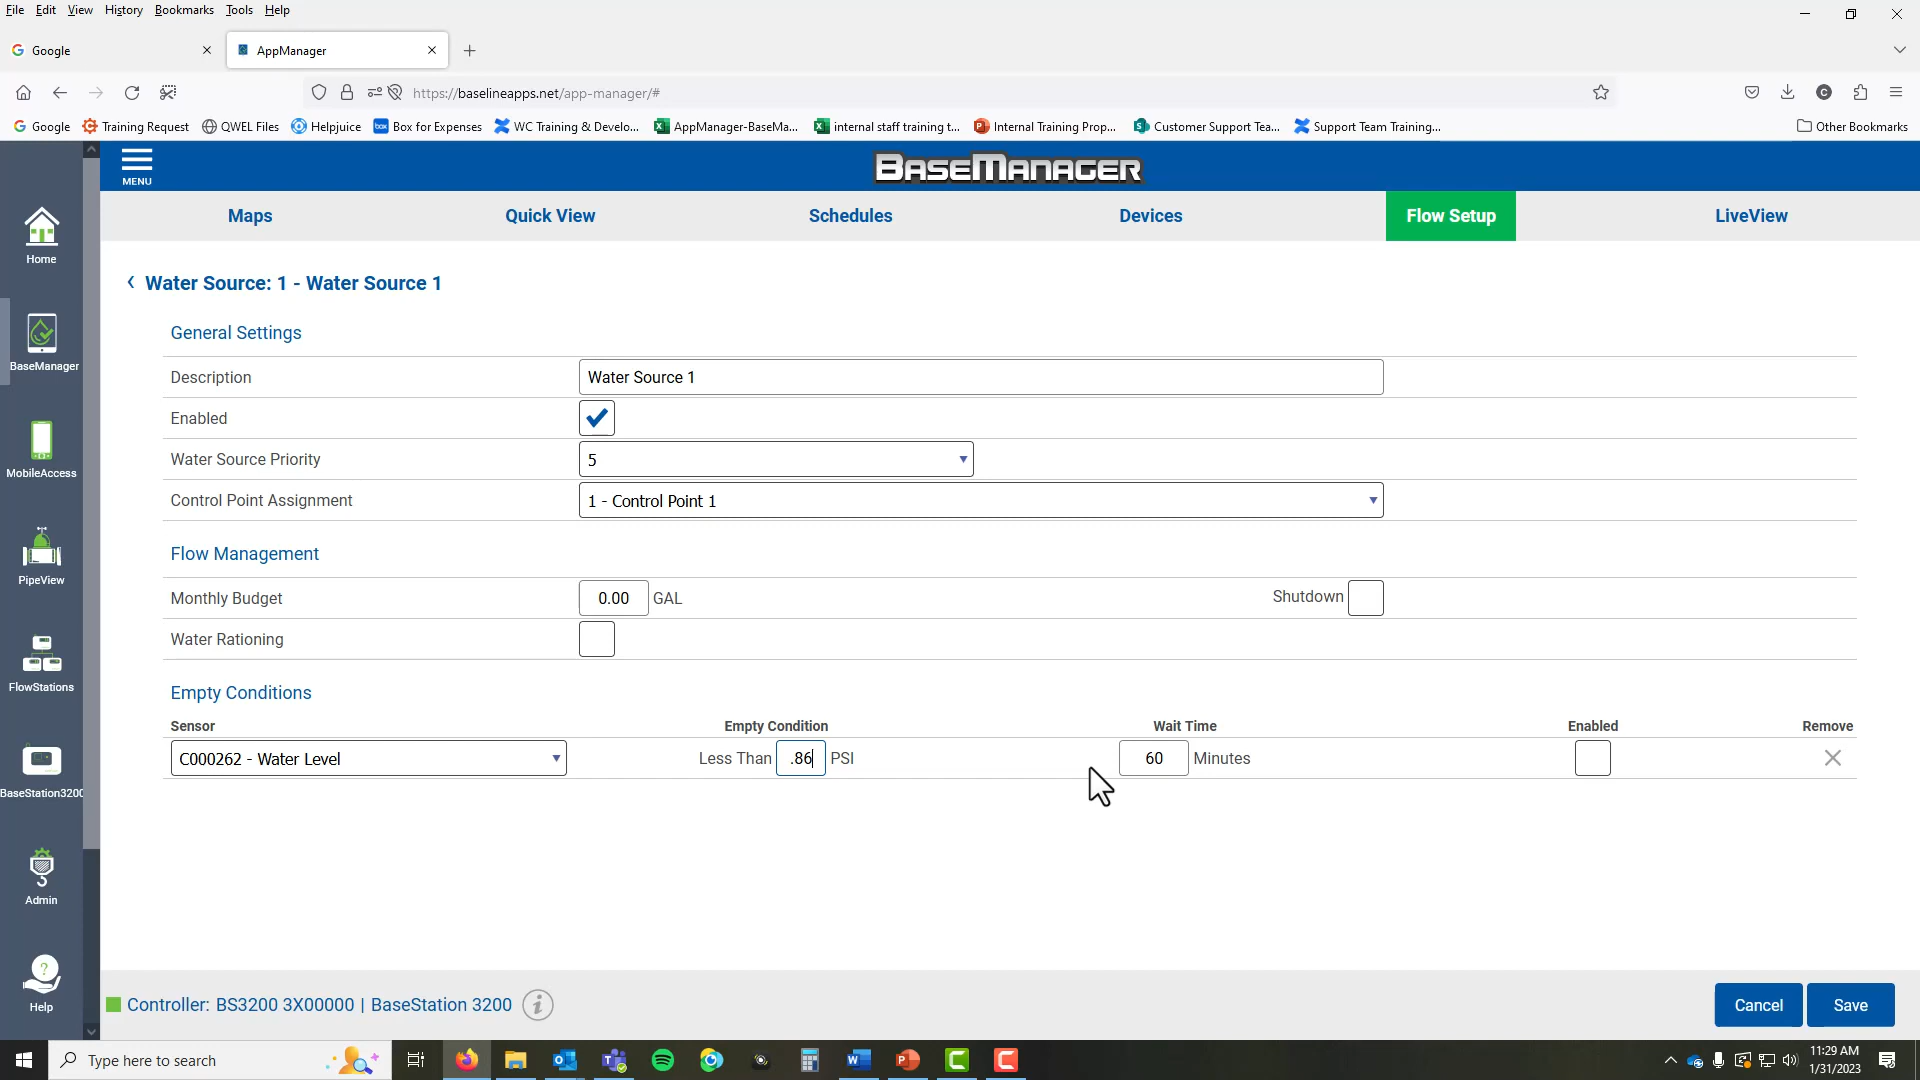 File Edit View History Bookmarks Tools Help
Google
AppManager
https://baselineapps.net/app-manager/#
Google
Training Request
QWEL Files
Helpjuice
Box for Expenses
WC Training & Develo...
AppManager-BaseMa...
internal staff training t...
Internal Training Prop...
Customer Support Tea...
Support Team Training...
Other Bookmarks
MENU
BASEMANAGER
Maps
Quick View
Schedules
Devices
Flow Setup
LiveView
Home
BaseManager
MobileAccess
PipeView
FlowStations
BaseStation3200
Admin
Help
Water Source: 1 - Water Source 1
General Settings
Description
Water Source 1
Enabled
Water Source Priority
5
Control Point Assignment
1 - Control Point 1
Flow Management
Monthly Budget
0.00 GAL
Shutdown
Water Rationing
Empty Conditions
Sensor
Empty Condition
Wait Time
Enabled
Remove
C000262 - Water Level
Less Than .86 PSI
60 Minutes
Controller: BS3200 3X00000 | BaseStation 3200
Cancel
Save
Type here to search
11:29 AM
1/31/2023